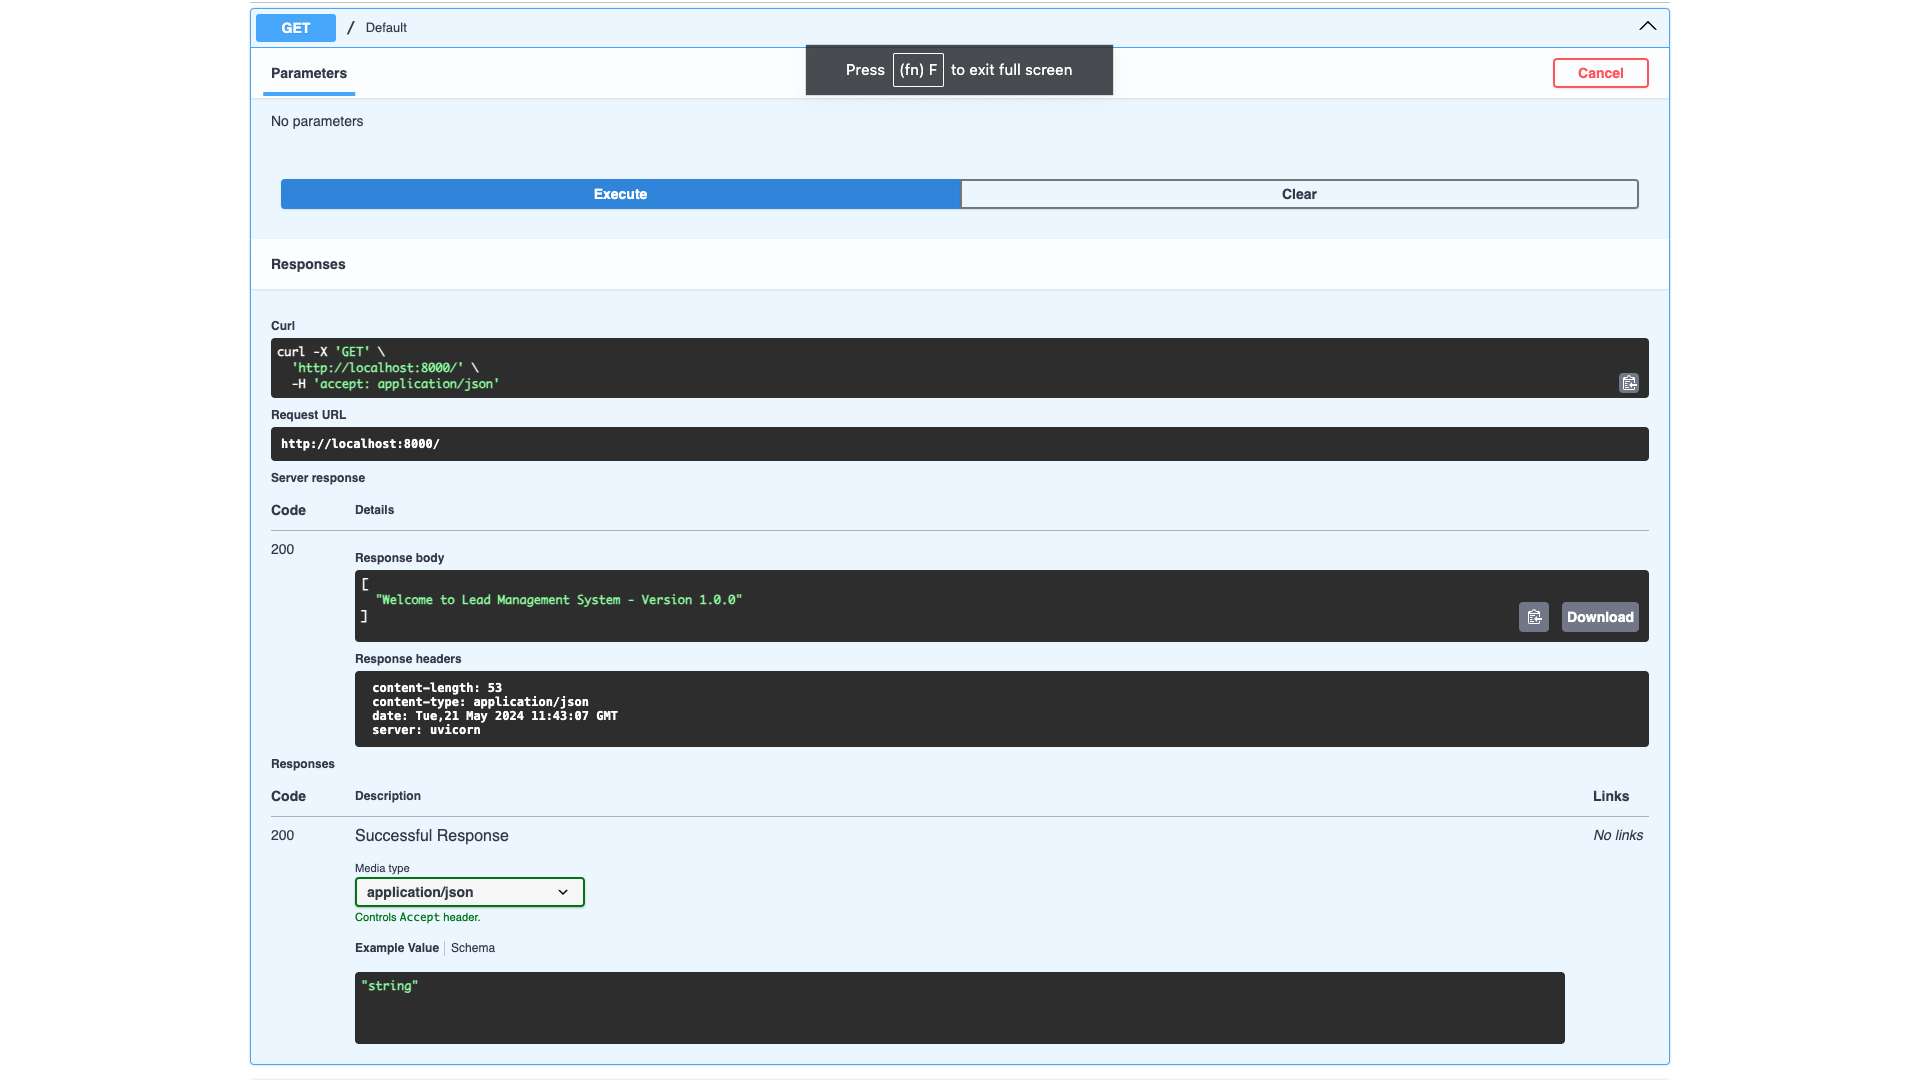 GET / Default
Press (fn) F to exit full screen
Parameters
Cancel
No parameters
Execute
Clear
Responses
Curl
curl -X 'GET' \
'http://localhost:8000/' \
-H 'accept: application/json'
Request URL
http://localhost:8000/
Server response
Code Details
200
Response body
[
"Welcome to Lead Management System - Version 1.0.0"
]
Download
Response headers
content-length: 53
content-type: application/json
date: Tue,21 May 2024 11:43:07 GMT
server: uvicorn
Responses
Code Description Links
200 Successful Response No links
Media type
application/json
Controls Accept header.
Example Value Schema
"string"